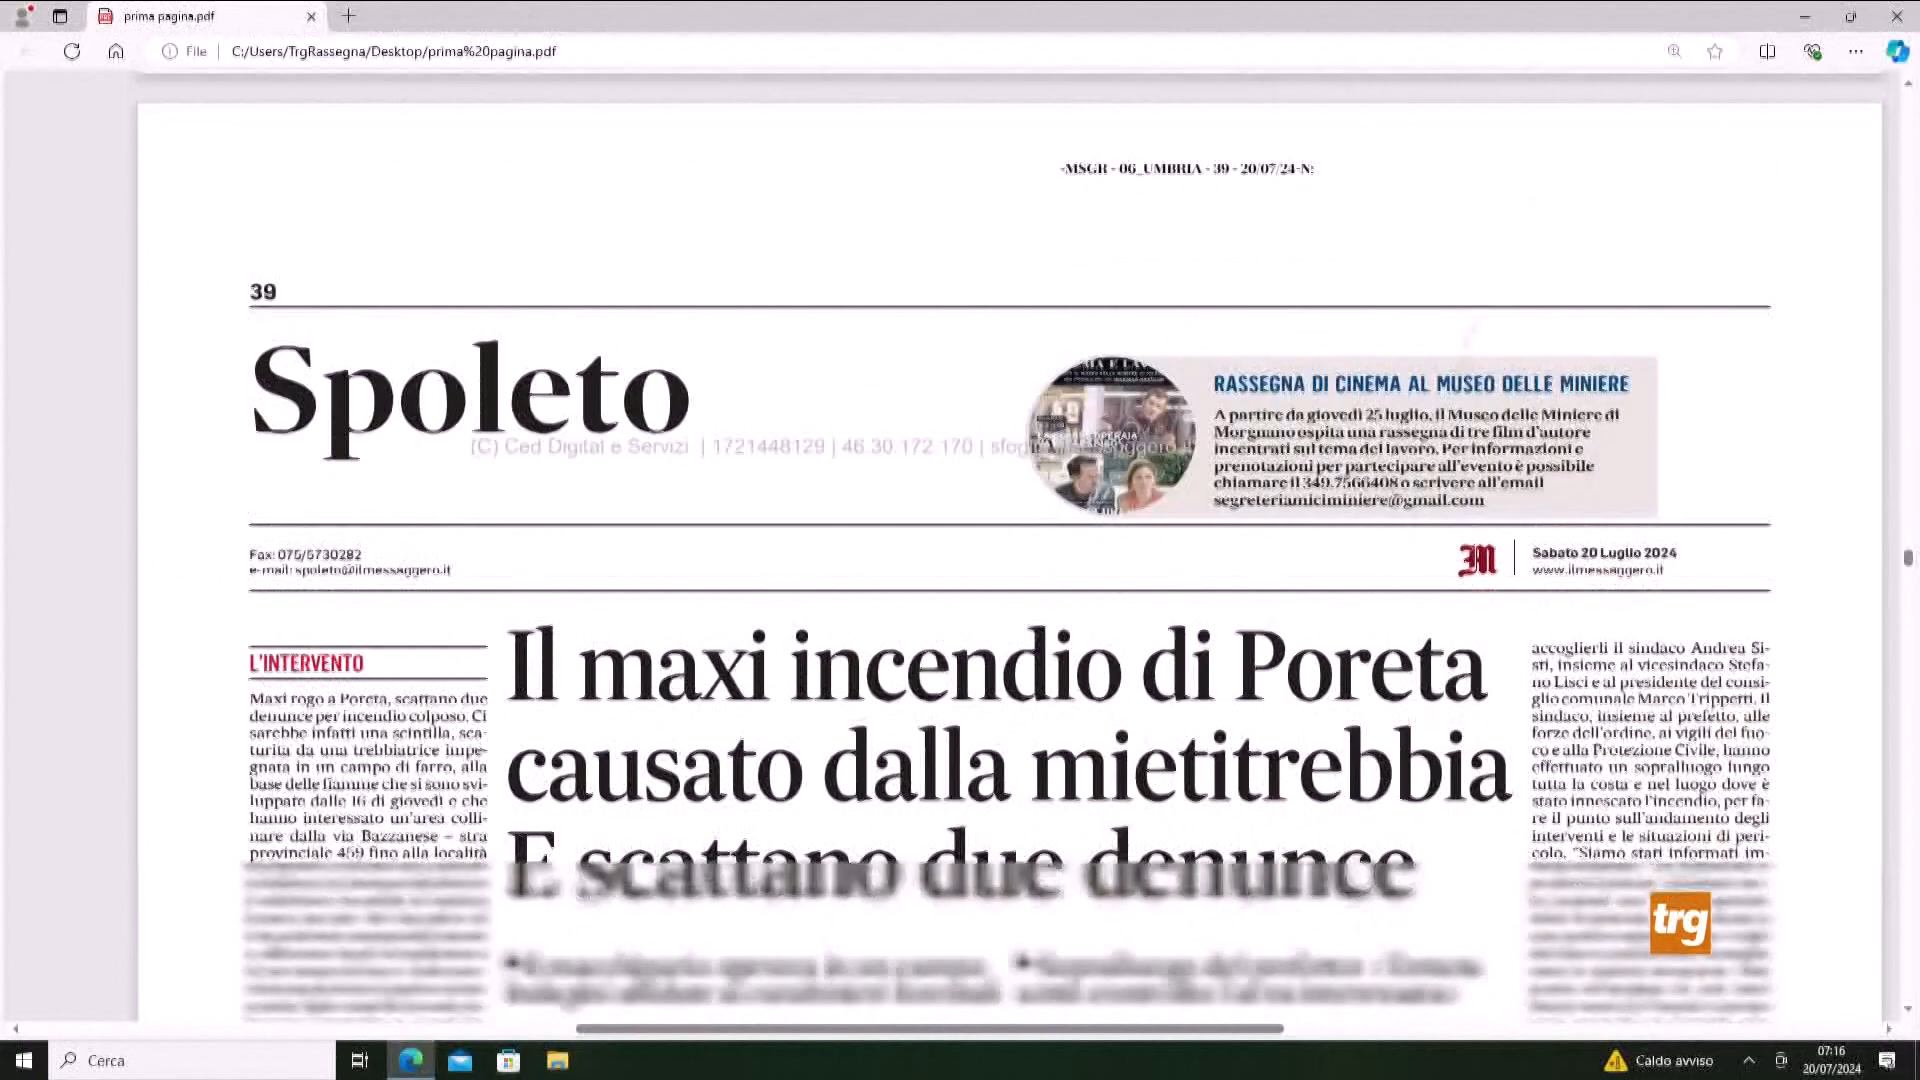 prima pagina.pdf
File
C:/Users/TrgRassegna/Desktop/prima%20pagina.pdf
-MSGR - 06_UMBRIA - 39 - 20/07/24-N:
39
Spoleto
RASSEGNA DI CINEMA AL MUSEO DELLE MINIERE
A partire da giovedì 25 luglio, il Museo delle Miniere di
Morgnano ospita una rassegna di tre film d'autore
incentrati sul tema del lavoro. Per informazioni e
prenotazioni per partecipare all'evento è possibile
chiamare il 349.7566408 o scrivere all'email
segreteriamiciminiere@gmail.com
(C) Ced Digital e Servizi | 1721448129 | 46.30.172.170 |
Fax: 075/5730282
e-mail: spoleto@ilmessaggero.it
M
Sabato 20 Luglio 2024
www.ilmessaggero.it
L'INTERVENTO
Maxi rogo a Poreta, scattano due
denunce per incendio colposo. Ci
sarebbe infatti una scintilla, sca-
turita da una trebbiatrice impe-
gnata in un campo di farro, alla
base delle fiamme che si sono svi-
luppate dalle 16 di giovedì e che
hanno interessato un'area colli-
nare dalla via Bazzanese – stra
provinciale 459 fino alla località
Il maxi incendio di Poreta
causato dalla mietitrebbia
E scattano due denunce
accoglierli il sindaco Andrea Si-
sti, insieme al vicesindaco Stefa-
no Lisci e al presidente del consi-
glio comunale Marco Trippetti. Il
sindaco, insieme al prefetto, alle
forze dell'ordine, ai vigili del fuo-
co e alla Protezione Civile, hanno
effettuato un sopralluogo lungo
tutta la costa e nel luogo dove è
stato innescato l'incendio, per fa-
re il punto sull'andamento degli
interventi e le situazioni di peri-
colo. "Siamo stati informati im-
trg
Cerca
Caldo avviso
07:16
20/07/2024